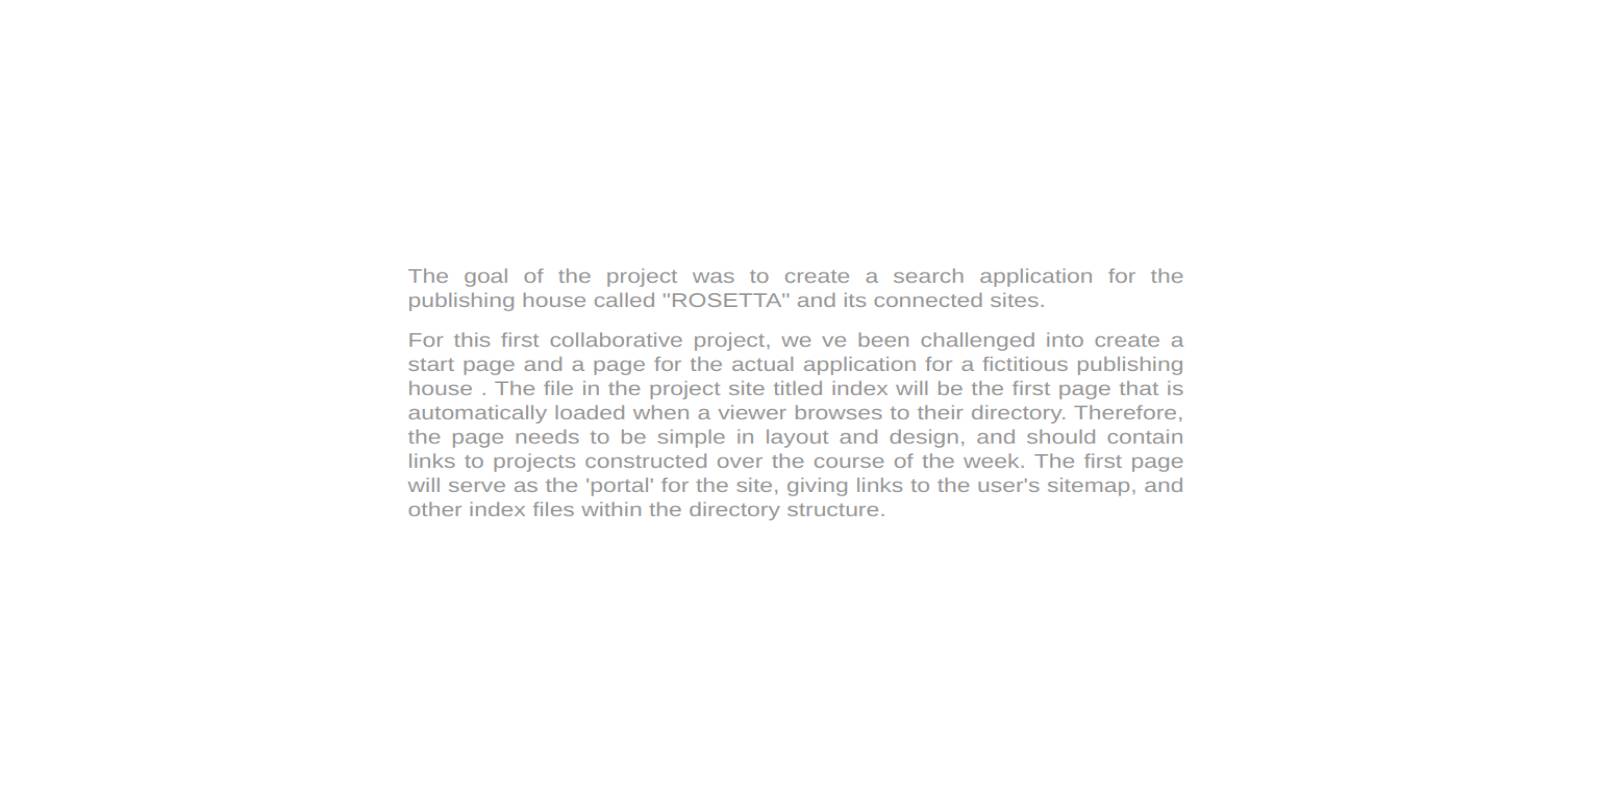 The goal of the project was to create a search application for the
publishing house called "ROSETTA" and its connected sites.
For this first collaborative project, we ve been challenged into create a
start page and a page for the actual application for a fictitious publishing
house . The file in the project site titled index will be the first page that is
automatically loaded when a viewer browses to their directory. Therefore,
the page needs to be simple in layout and design, and should contain
links to projects constructed over the course of the week. The first page
will serve as the 'portal' for the site, giving links to the user's sitemap, and
other index files within the directory structure.